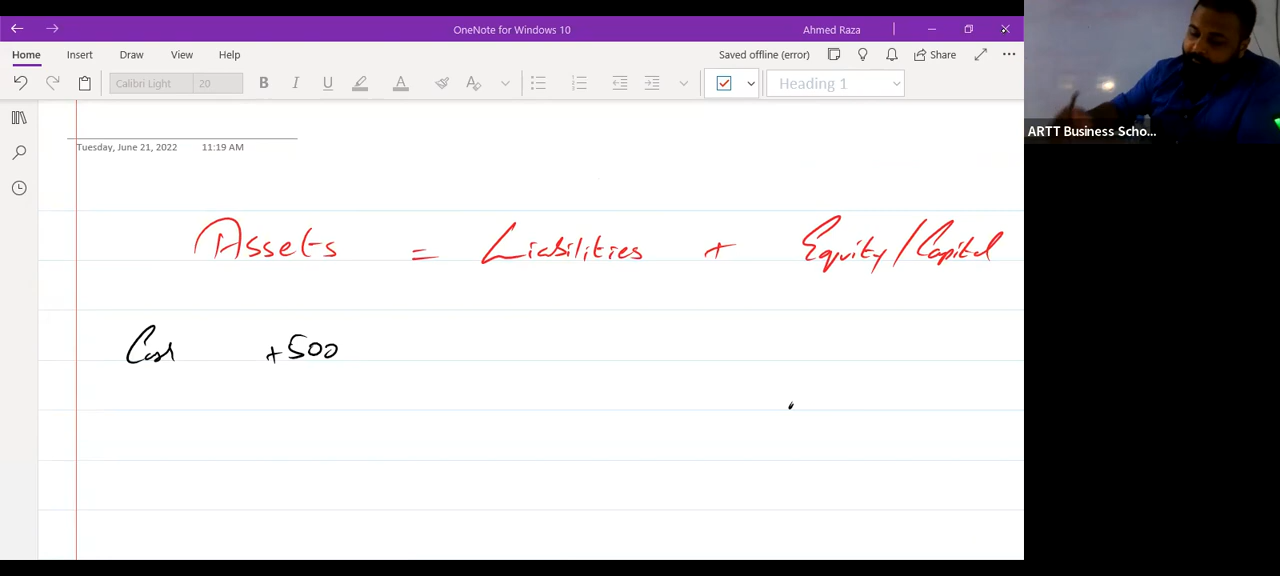 OneNote for Windows 10
Ahmed Raza
Home Insert Draw View Help
Saved offline (error)
Share
Calibri Light 20
B I U
Heading 1
ARTT Business Scho...
Tuesday, June 21, 2022 11:19 AM
Assets = Liabilities + Equity/Capital
Cash +500